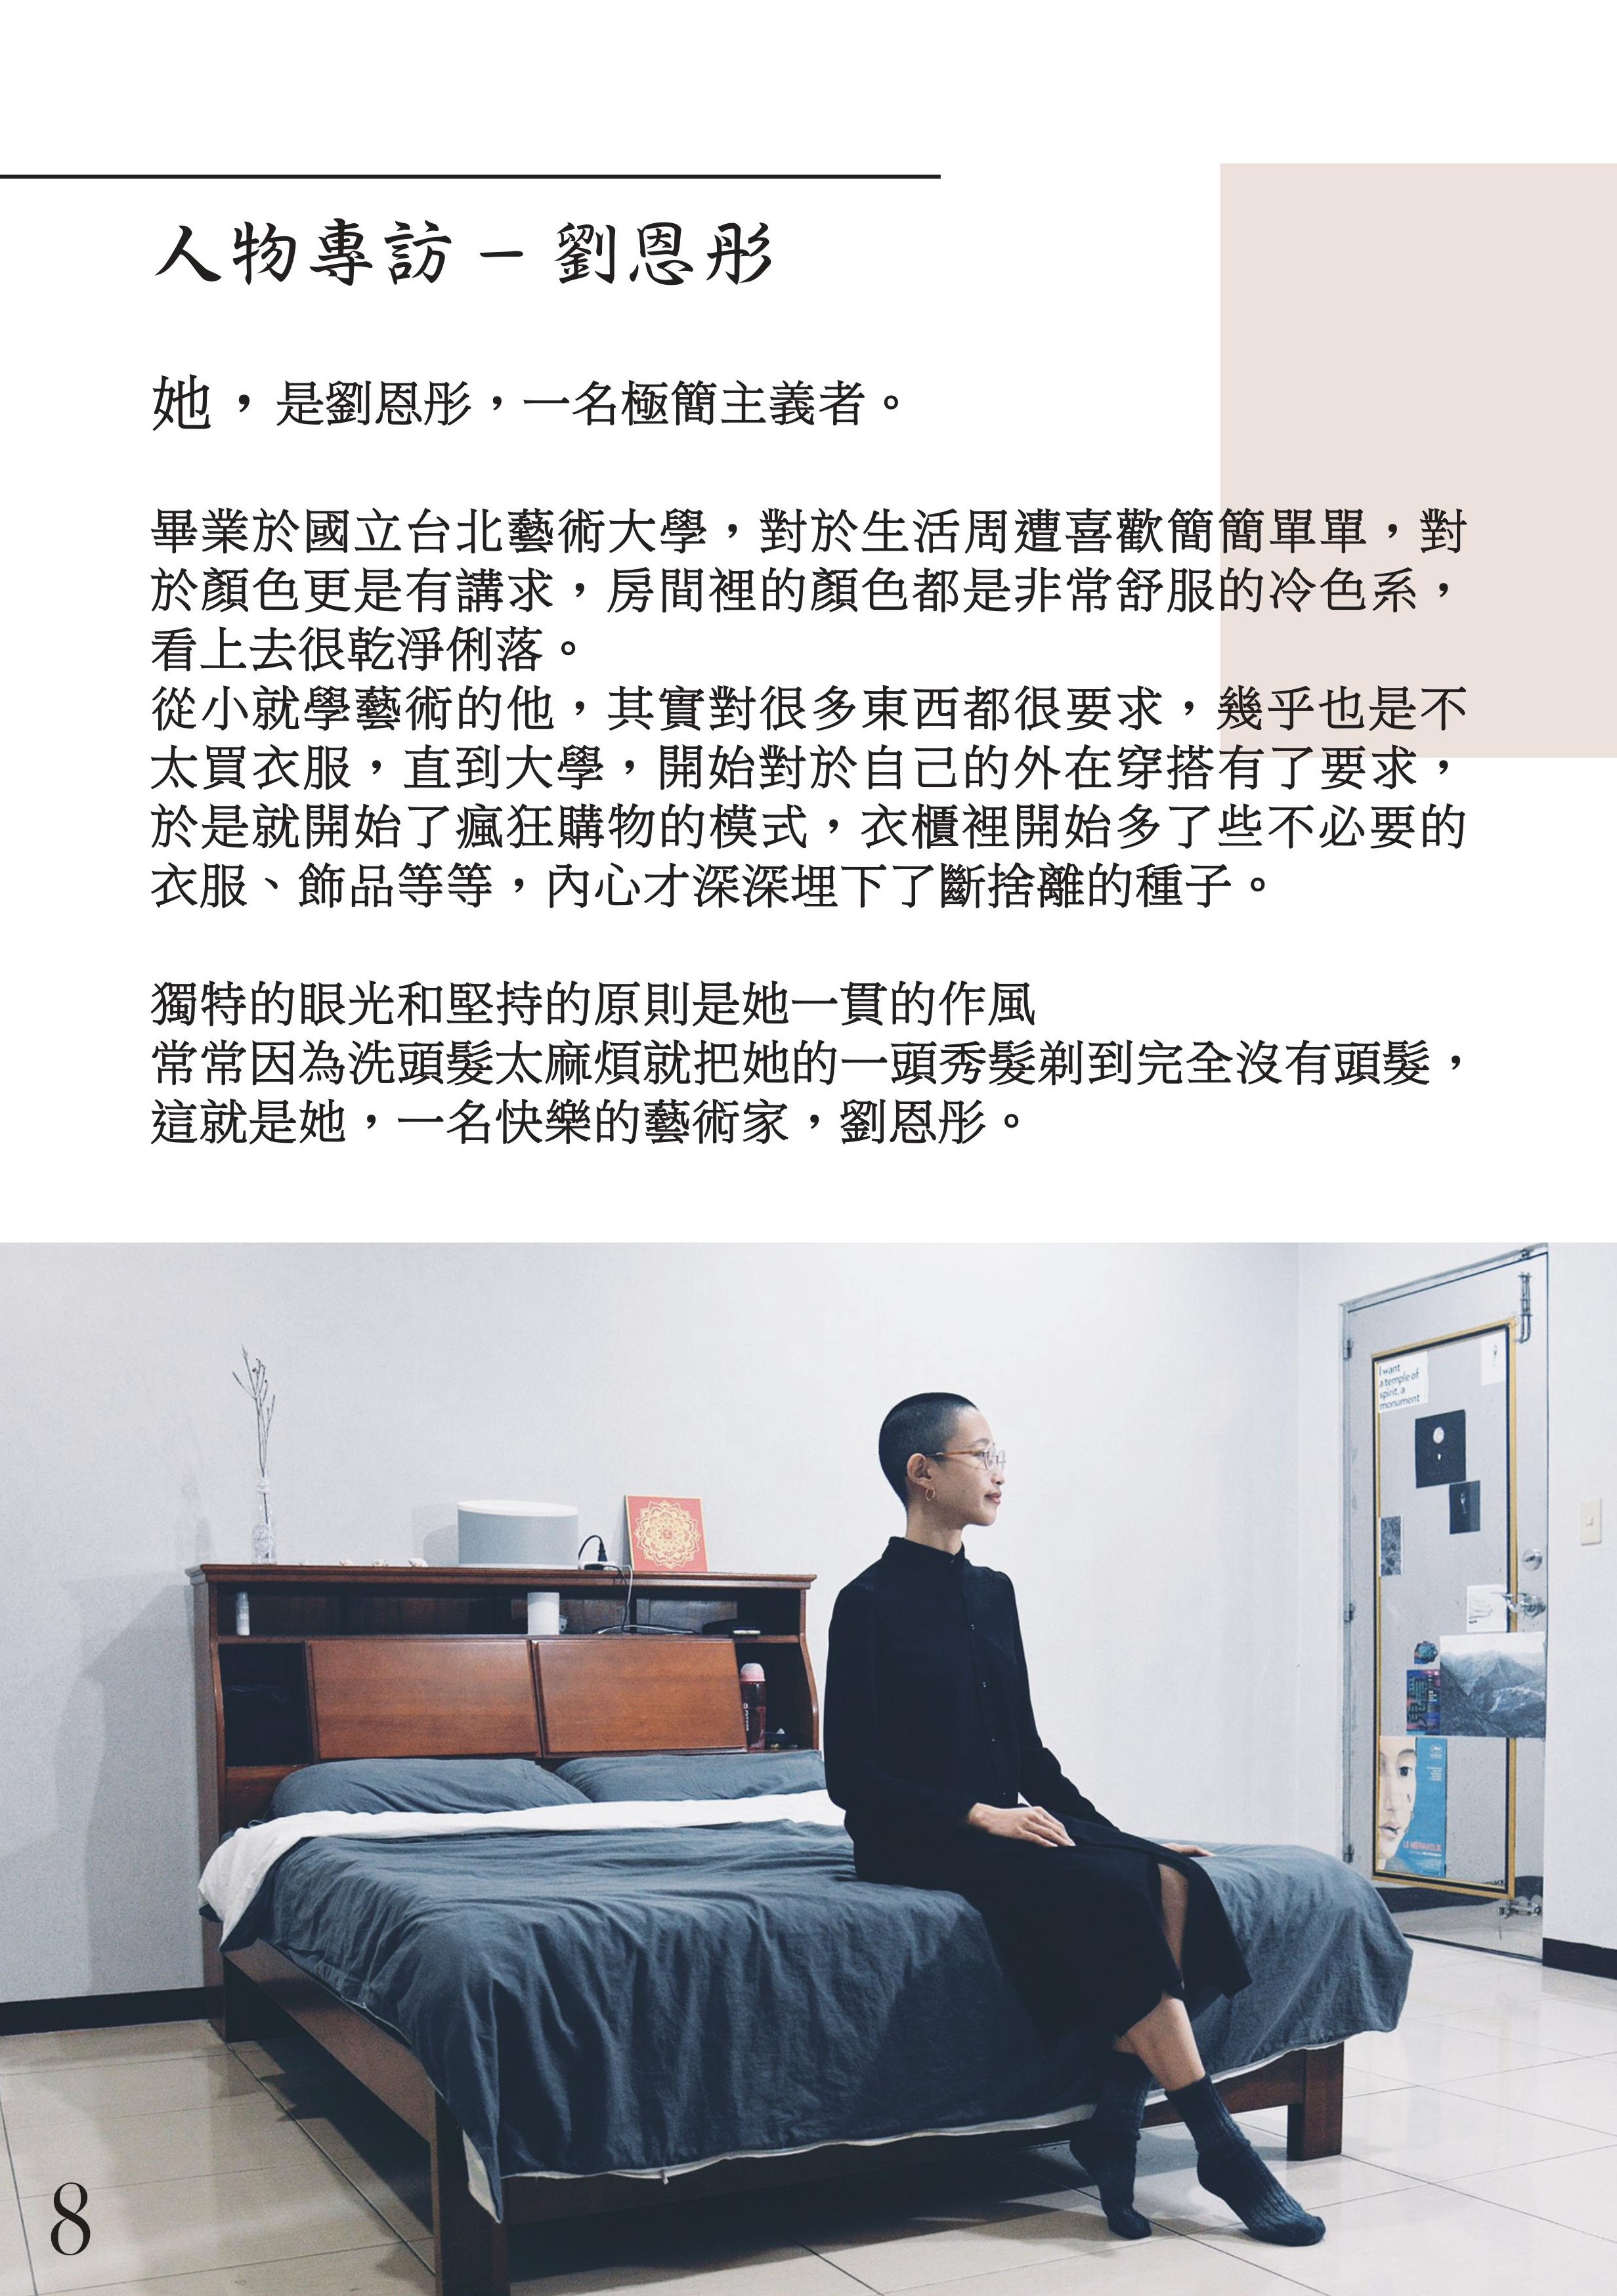 人物專訪 – 劉恩彤
她，是劉恩彤，一名極簡主義者。
畢業於國立台北藝術大學，對於生活周遭喜歡簡簡單單，對
於顏色更是有講求，房間裡的顏色都是非常舒服的冷色系，
看上去很乾淨俐落。
從小就學藝術的他，其實對很多東西都很要求，幾乎也是不
太買衣服，直到大學，開始對於自己的外在穿搭有了要求，
於是就開始了瘋狂購物的模式，衣櫃裡開始多了些不必要的
衣服、飾品等等，內心才深深埋下了斷捨離的種子。
獨特的眼光和堅持的原則是她一貫的作風
常常因為洗頭髮太麻煩就把她的一頭秀髮剃到完全沒有頭髮，
這就是她，一名快樂的藝術家，劉恩彤。
I want
a temple of
spirit, a
monument
8